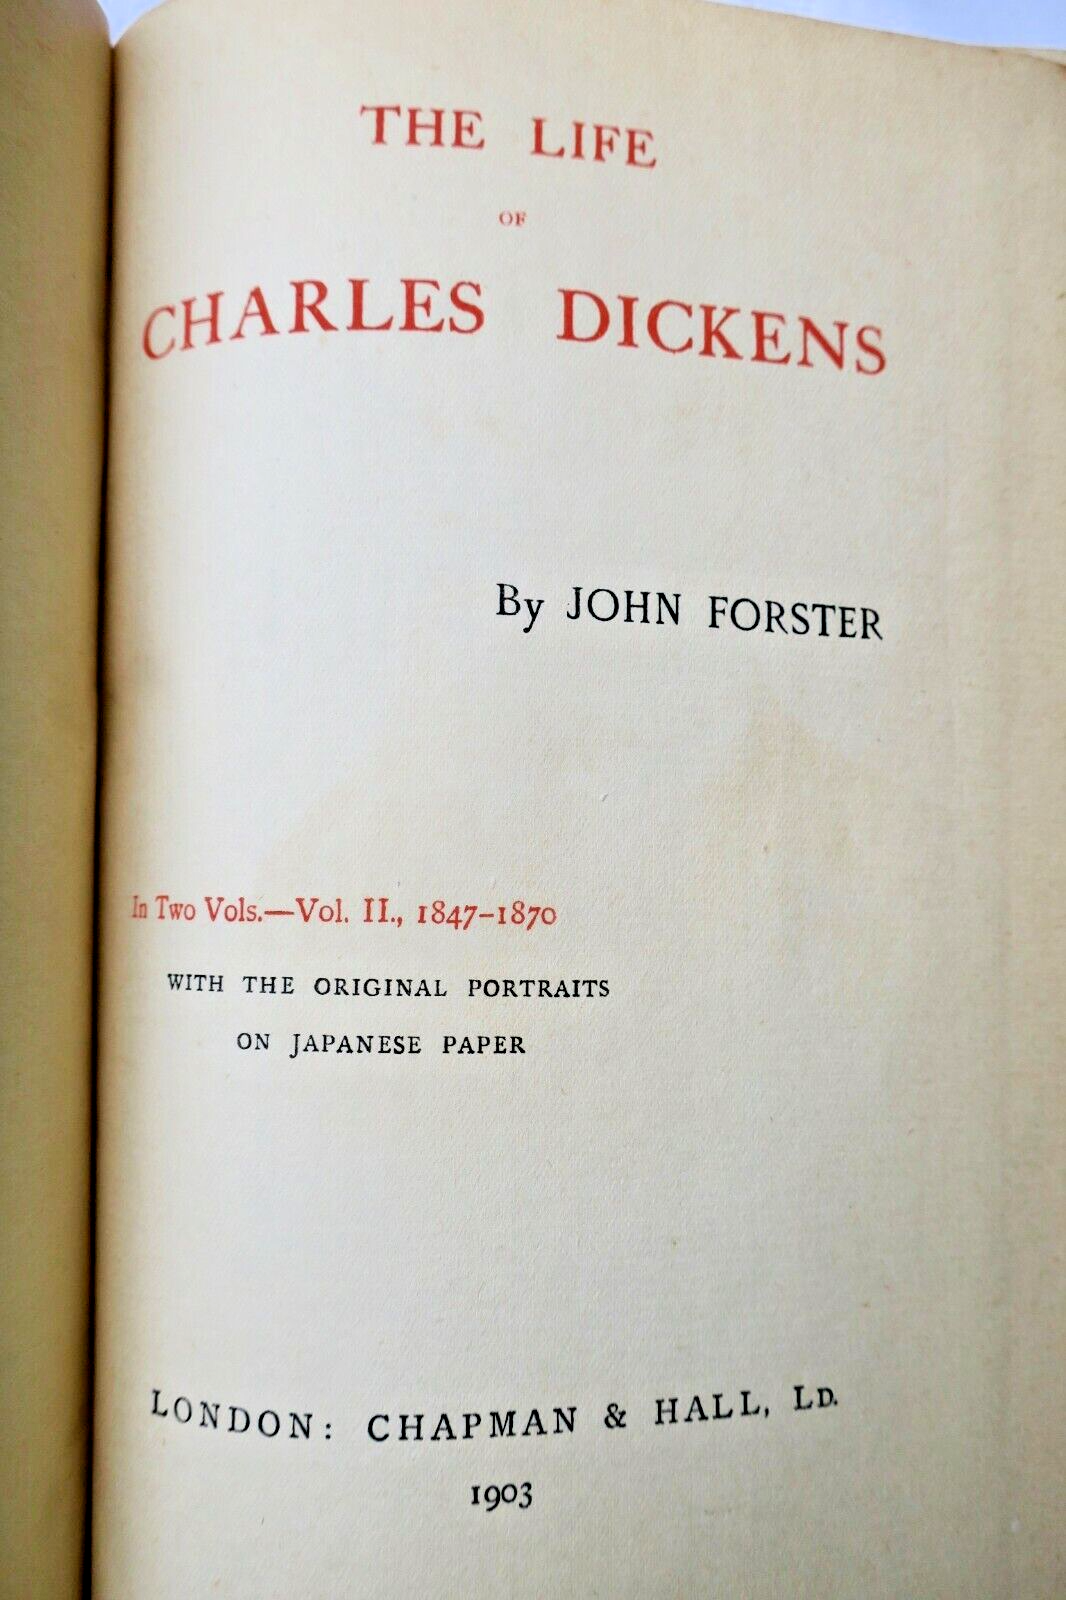 THE LIFE
OF
CHARLES DICKENS
By JOHN FORSTER
In Two Vols.—Vol. II., 1847–1870
WITH THE ORIGINAL PORTRAITS
ON JAPANESE PAPER
LONDON: CHAPMAN & HALL, LD.
1903